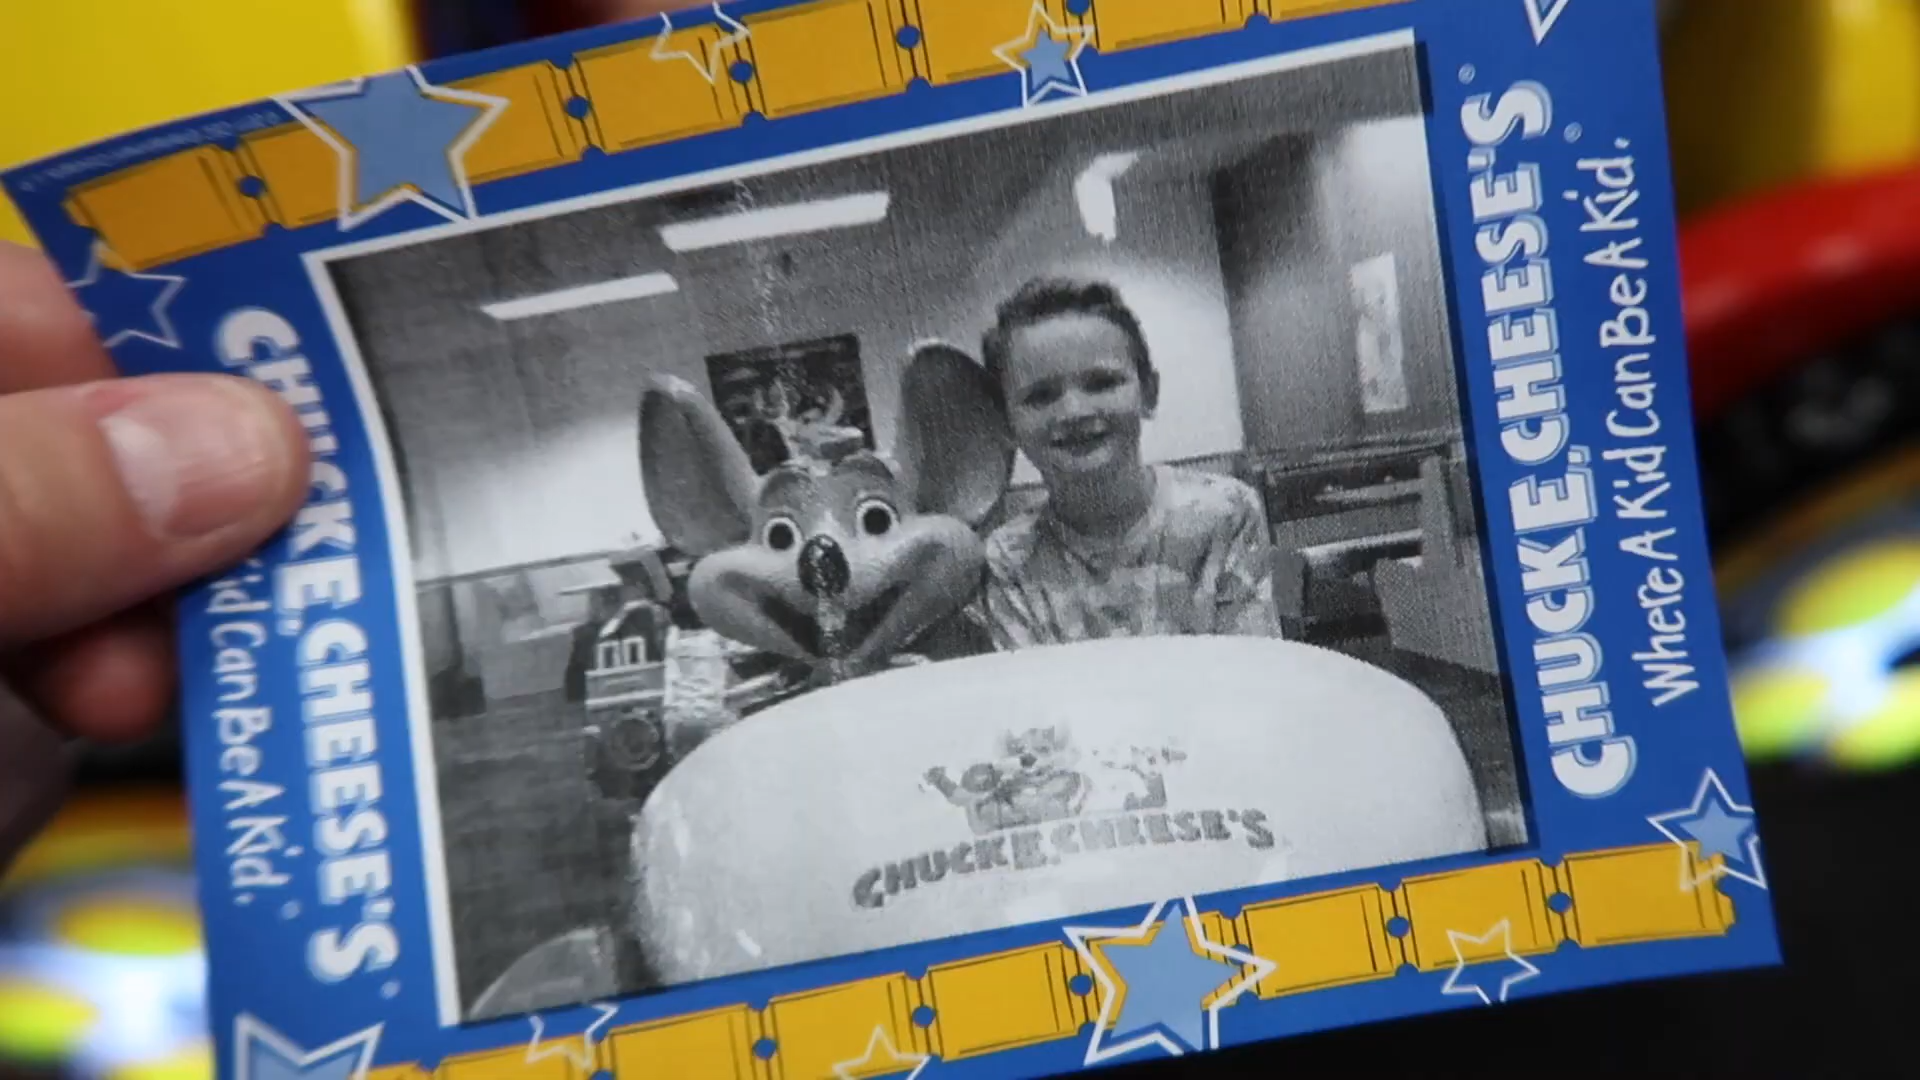 CHUCK E. CHEESE'S
Kid Can Be A Kid.
CHUCK E. CHEESE'S
CHUCK E. CHEESE'S®
Where A Kid Can Be A Kid.®